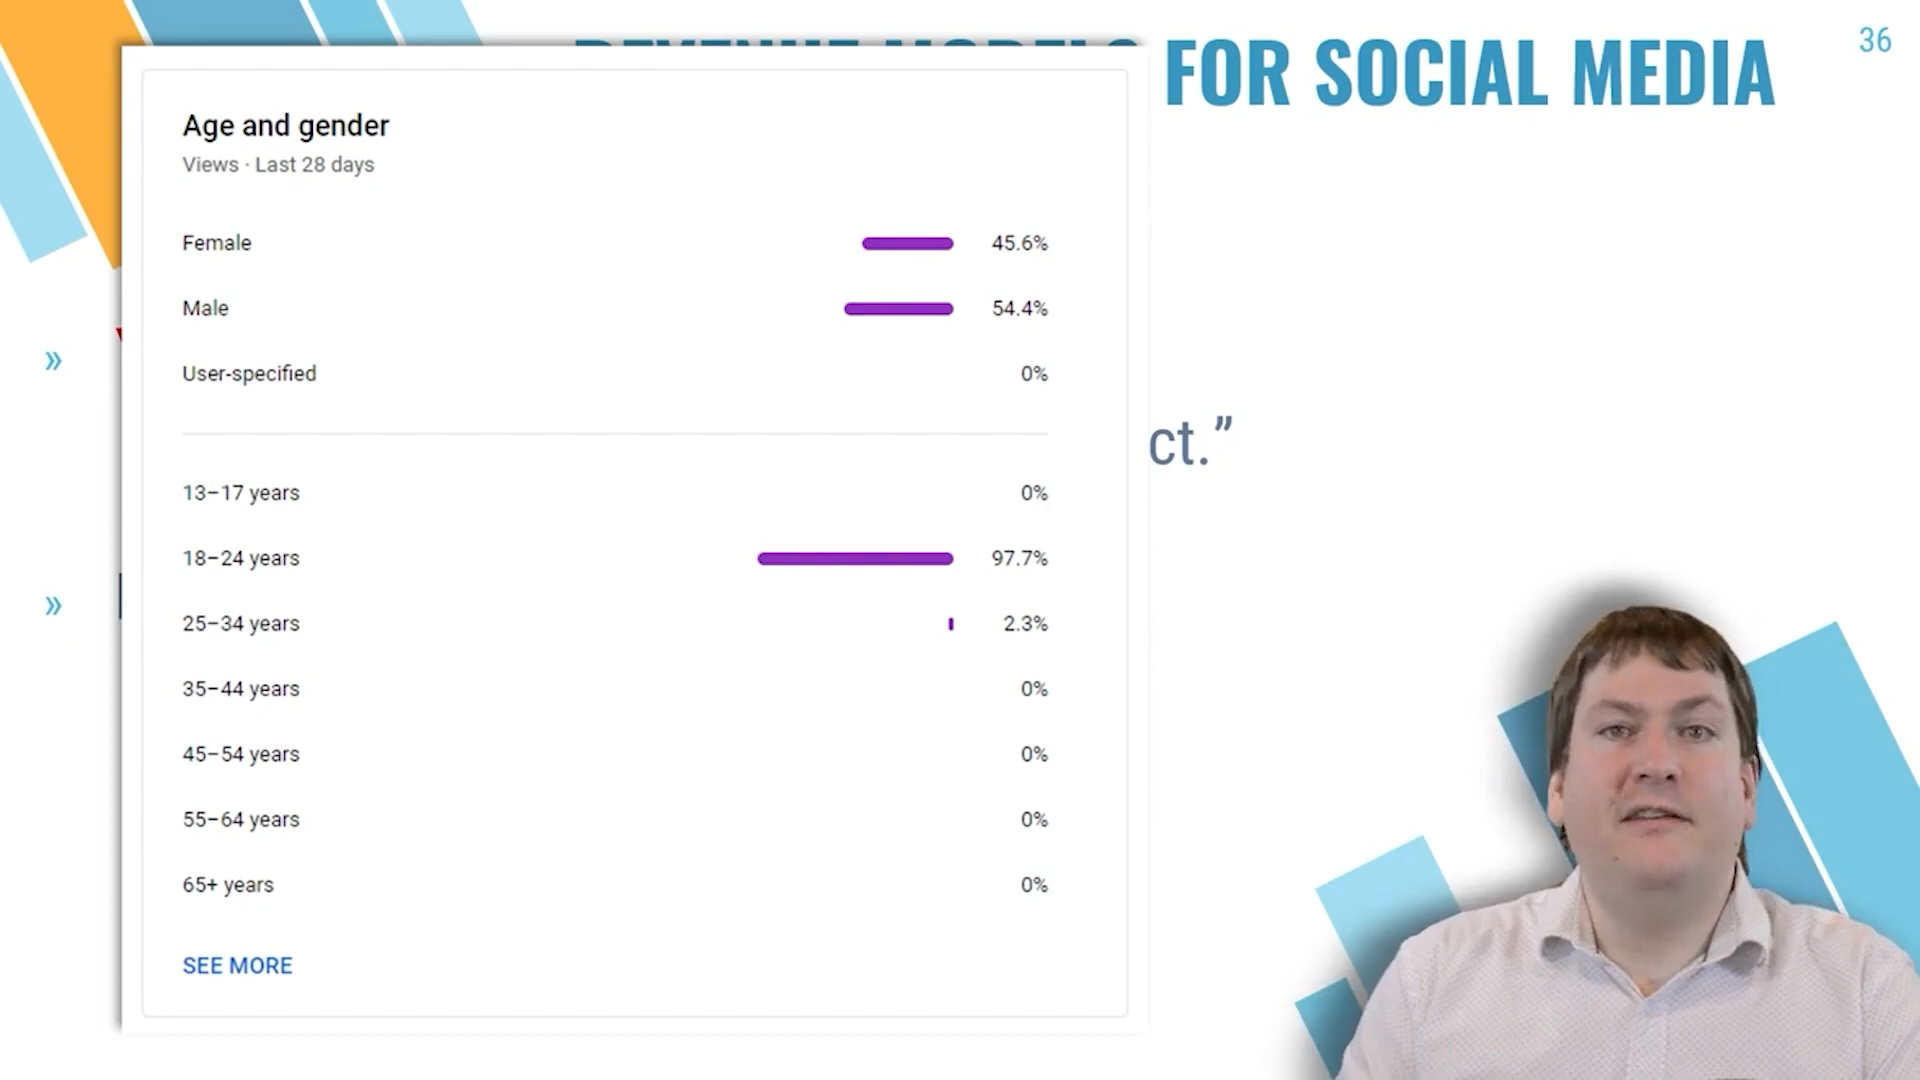 REVENUE MODELS FOR SOCIAL MEDIA
36
Age and gender
Views · Last 28 days
Female 45.6%
Male 54.4%
User-specified 0%
ct.”
13–17 years 0%
18–24 years 97.7%
25–34 years 2.3%
35–44 years 0%
45–54 years 0%
55–64 years 0%
65+ years 0%
SEE MORE